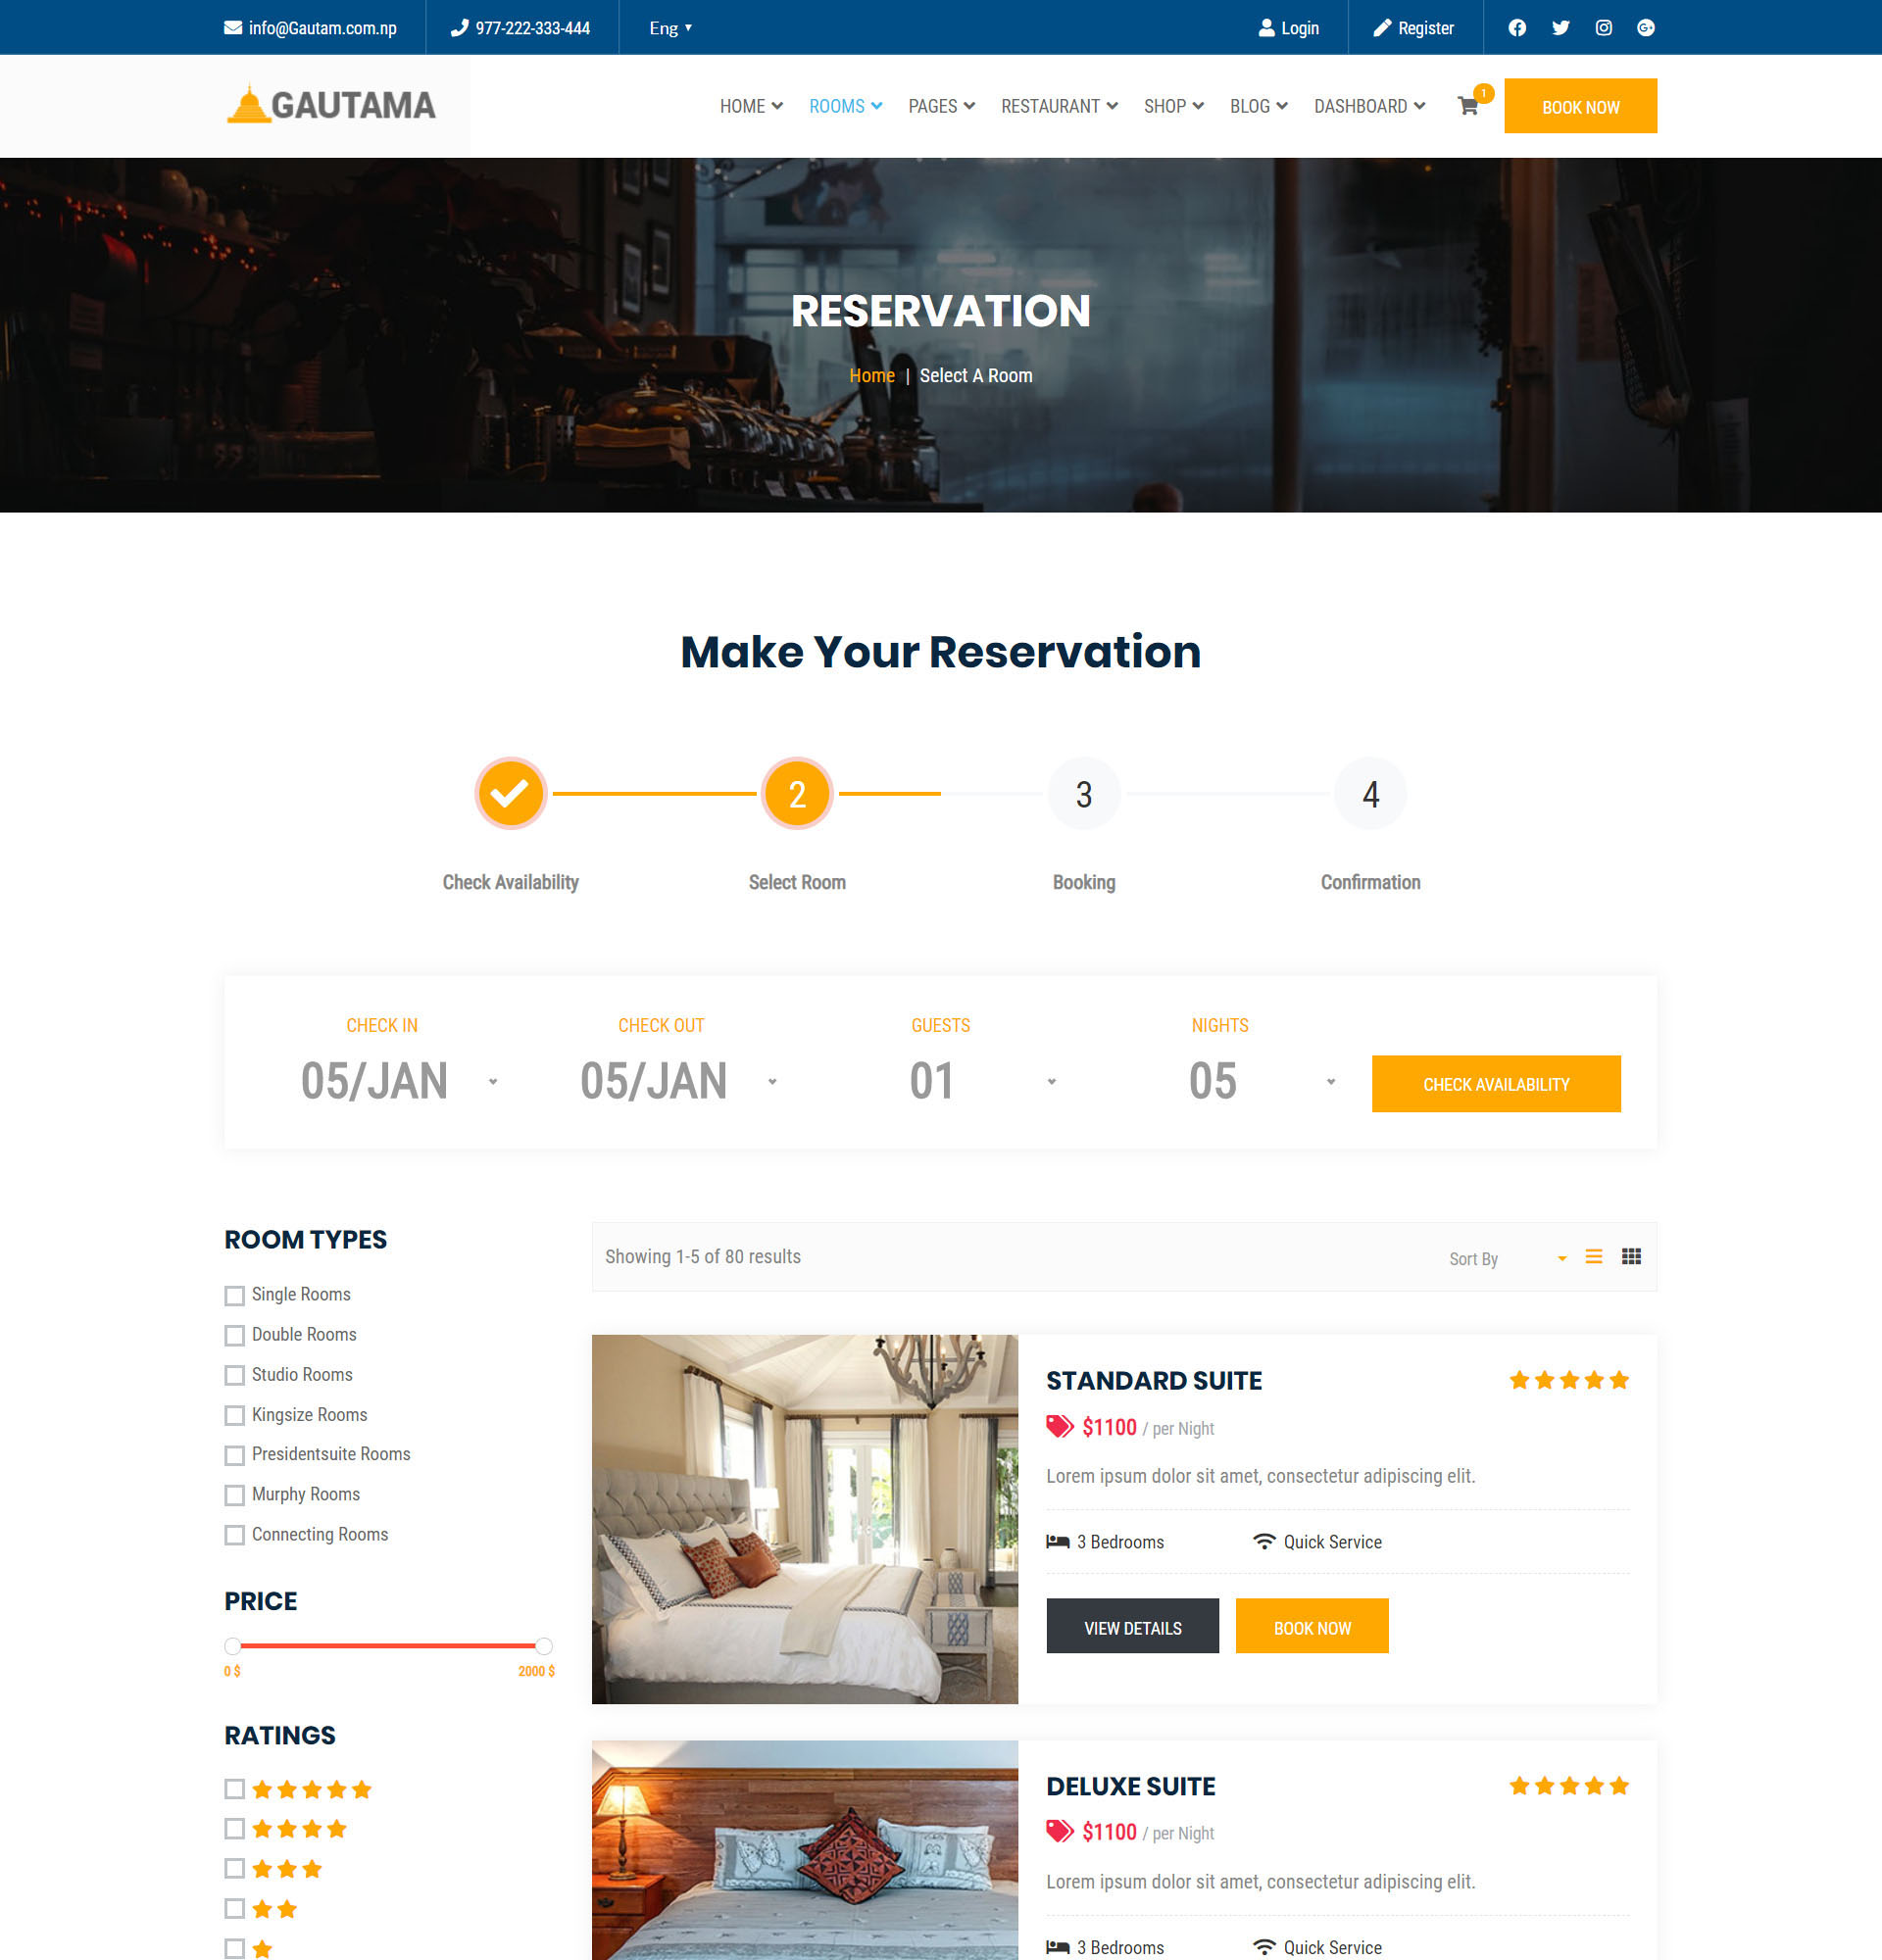 info@Gautam.com.np 977-222-333-444 Eng Login Register
GAUTAMA HOME ROOMS PAGES RESTAURANT SHOP BLOG DASHBOARD 1 BOOK NOW
RESERVATION
Home | Select A Room
Make Your Reservation
2 3 4
Check Availability Select Room Booking Confirmation
CHECK IN CHECK OUT GUESTS NIGHTS
05/JAN 05/JAN 01 05 CHECK AVAILABILITY
ROOM TYPES
Single Rooms
Double Rooms
Studio Rooms
Kingsize Rooms
Presidentsuite Rooms
Murphy Rooms
Connecting Rooms
PRICE
0 $ 2000 $
RATINGS
Showing 1-5 of 80 results Sort By
STANDARD SUITE
$1100 / per Night
Lorem ipsum dolor sit amet, consectetur adipiscing elit.
3 Bedrooms Quick Service
VIEW DETAILS BOOK NOW
DELUXE SUITE
$1100 / per Night
Lorem ipsum dolor sit amet, consectetur adipiscing elit.
3 Bedrooms Quick Service